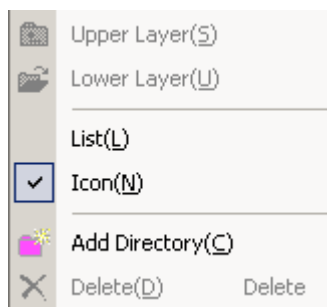 Upper Layer(S)
Lower Layer(U)
List(L)
Icon(N)
Add Directory(C)
Delete(D) Delete